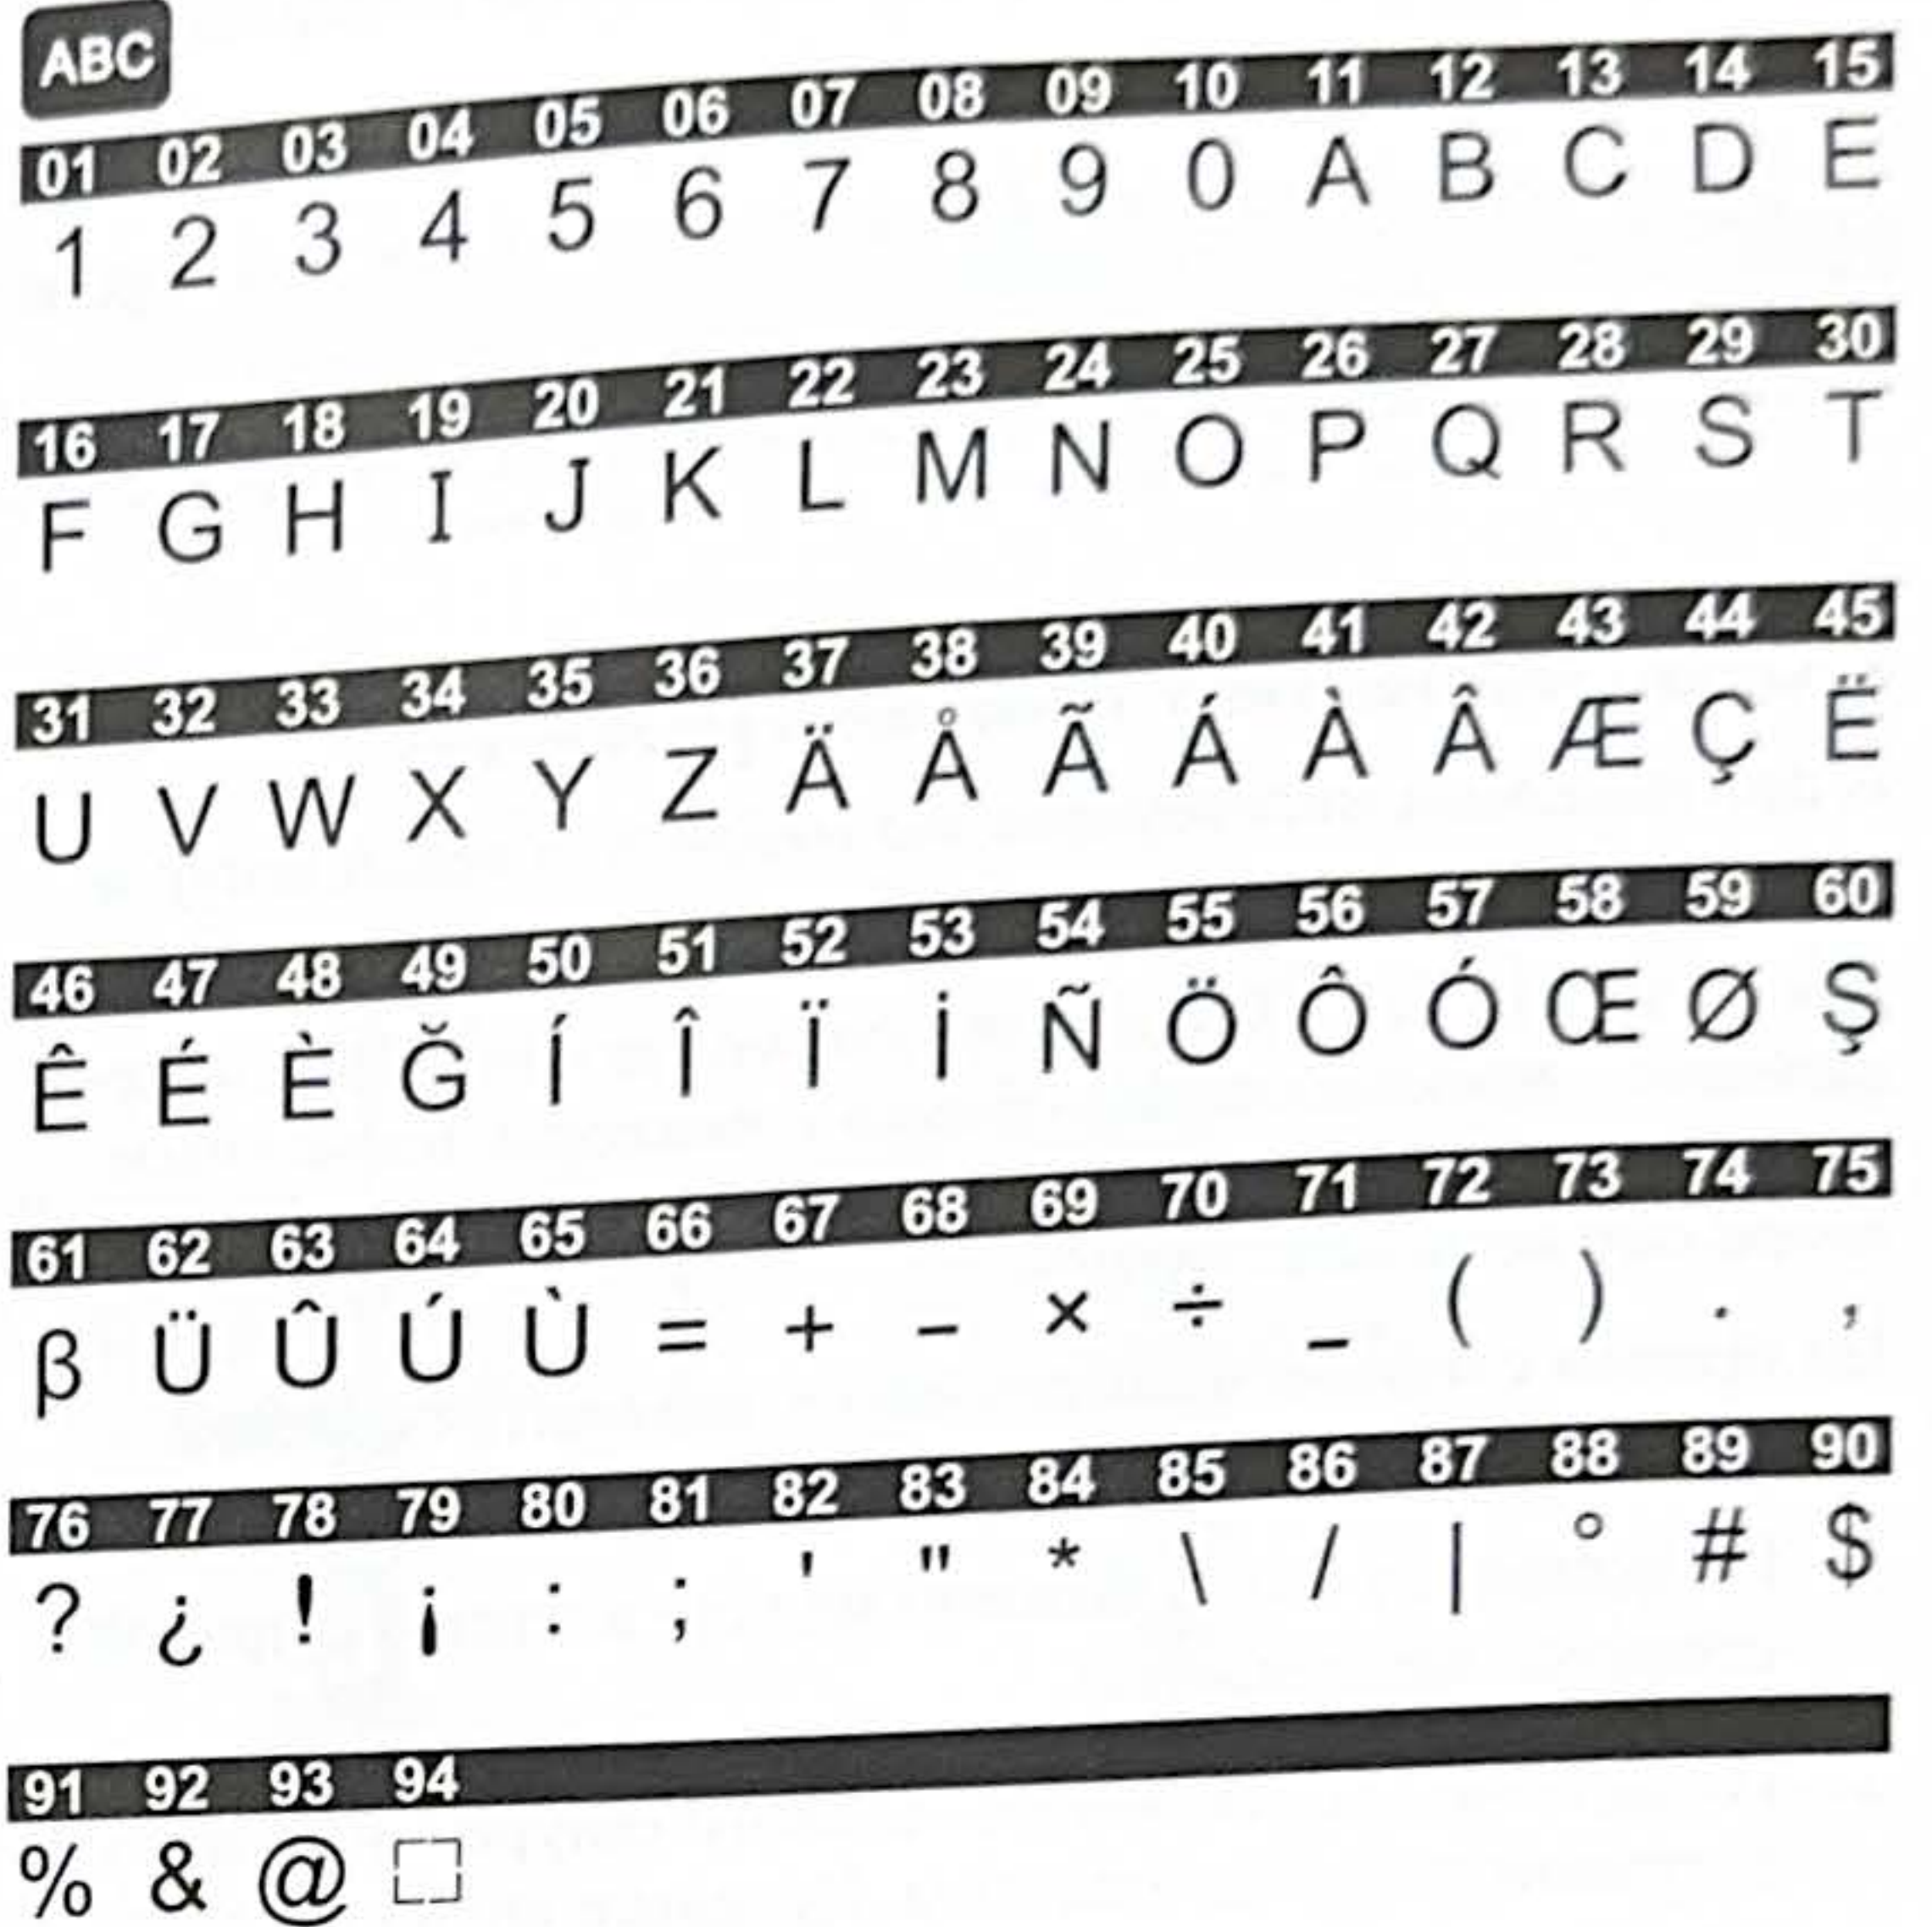 ABC
01 02 03 04 05 06 07 08 09 10 11 12 13 14 15
1 2 3 4 5 6 7 8 9 0 A B C D E
16 17 18 19 20 21 22 23 24 25 26 27 28 29 30
F G H I J K L M N O P Q R S T
31 32 33 34 35 36 37 38 39 40 41 42 43 44 45
U V W X Y Z Ä Å Ã Á À Â Æ Ç Ë
46 47 48 49 50 51 52 53 54 55 56 57 58 59 60
Ê É È Ğ Í Î Ï İ Ñ Ö Ô Ó Œ Ø Ş
61 62 63 64 65 66 67 68 69 70 71 72 73 74 75
β Ü Û Ú Ù = + – × ÷ _ ( ) . ,
76 77 78 79 80 81 82 83 84 85 86 87 88 89 90
? ¿ ! ¡ : ; ' " * \ / | ° # $
91 92 93 94
% & @ ⬚